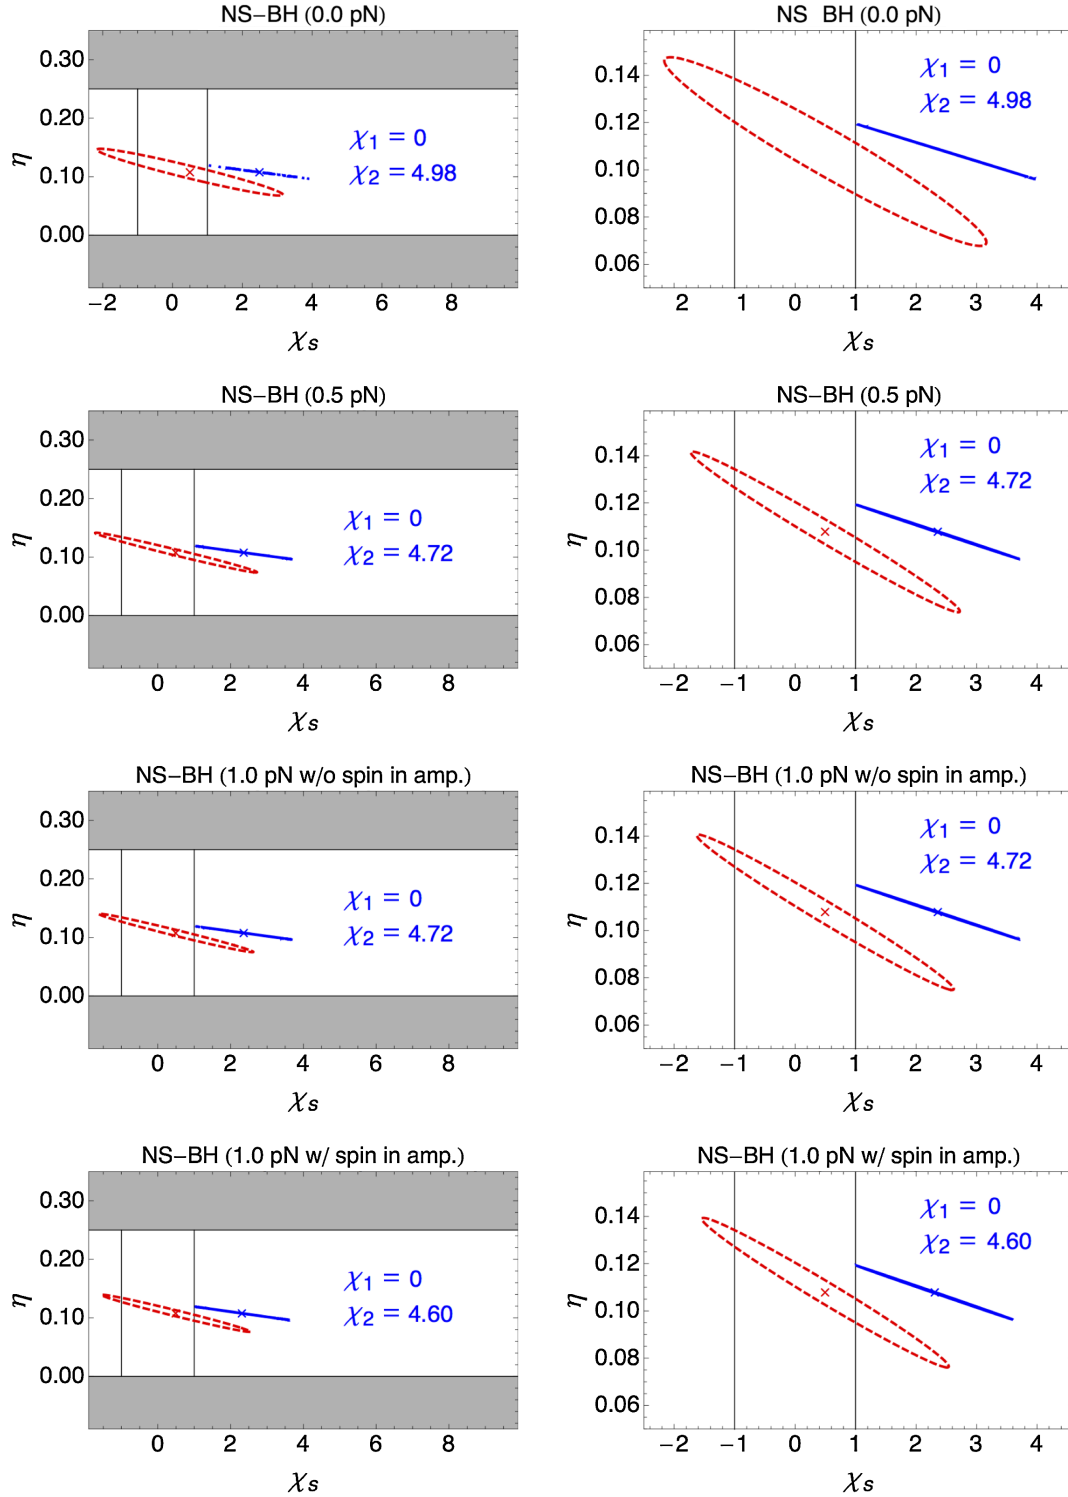 NS−BH (0.0 pN)
0.30
0.20
0.10
0.00
η
χ1 = 0
χ2 = 4.98
−2 0 2 4 6 8
χs
NS BH (0.0 pN)
0.14
0.12
0.10
0.08
0.06
χ1 = 0
χ2 = 4.98
2 1 0 1 2 3 4
χs
NS−BH (0.5 pN)
0.30
0.20
0.10
0.00
η
χ1 = 0
χ2 = 4.72
0 2 4 6 8
χs
NS−BH (0.5 pN)
0.14
0.12
0.10
0.08
0.06
η
χ1 = 0
χ2 = 4.72
−2 −1 0 1 2 3 4
χs
NS−BH (1.0 pN w/o spin in amp.)
0.30
0.20
0.10
0.00
η
χ1 = 0
χ2 = 4.72
0 2 4 6 8
χs
NS−BH (1.0 pN w/o spin in amp.)
0.14
0.12
0.10
0.08
0.06
η
χ1 = 0
χ2 = 4.72
−2 −1 0 1 2 3 4
χs
NS−BH (1.0 pN w/ spin in amp.)
0.30
0.20
0.10
0.00
η
χ1 = 0
χ2 = 4.60
0 2 4 6 8
χs
NS−BH (1.0 pN w/ spin in amp.)
0.14
0.12
0.10
0.08
0.06
η
χ1 = 0
χ2 = 4.60
−2 −1 0 1 2 3 4
χs